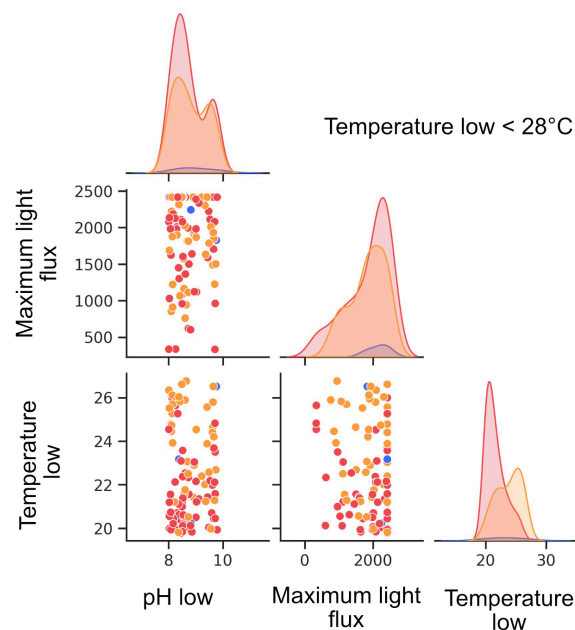 Temperature low < 28°C
Maximum light
flux
2500
2000
1500
1000
500
Temperature
low
26
24
22
20
8
10
0
2000
20
30
pH low
Maximum light
flux
Temperature
low